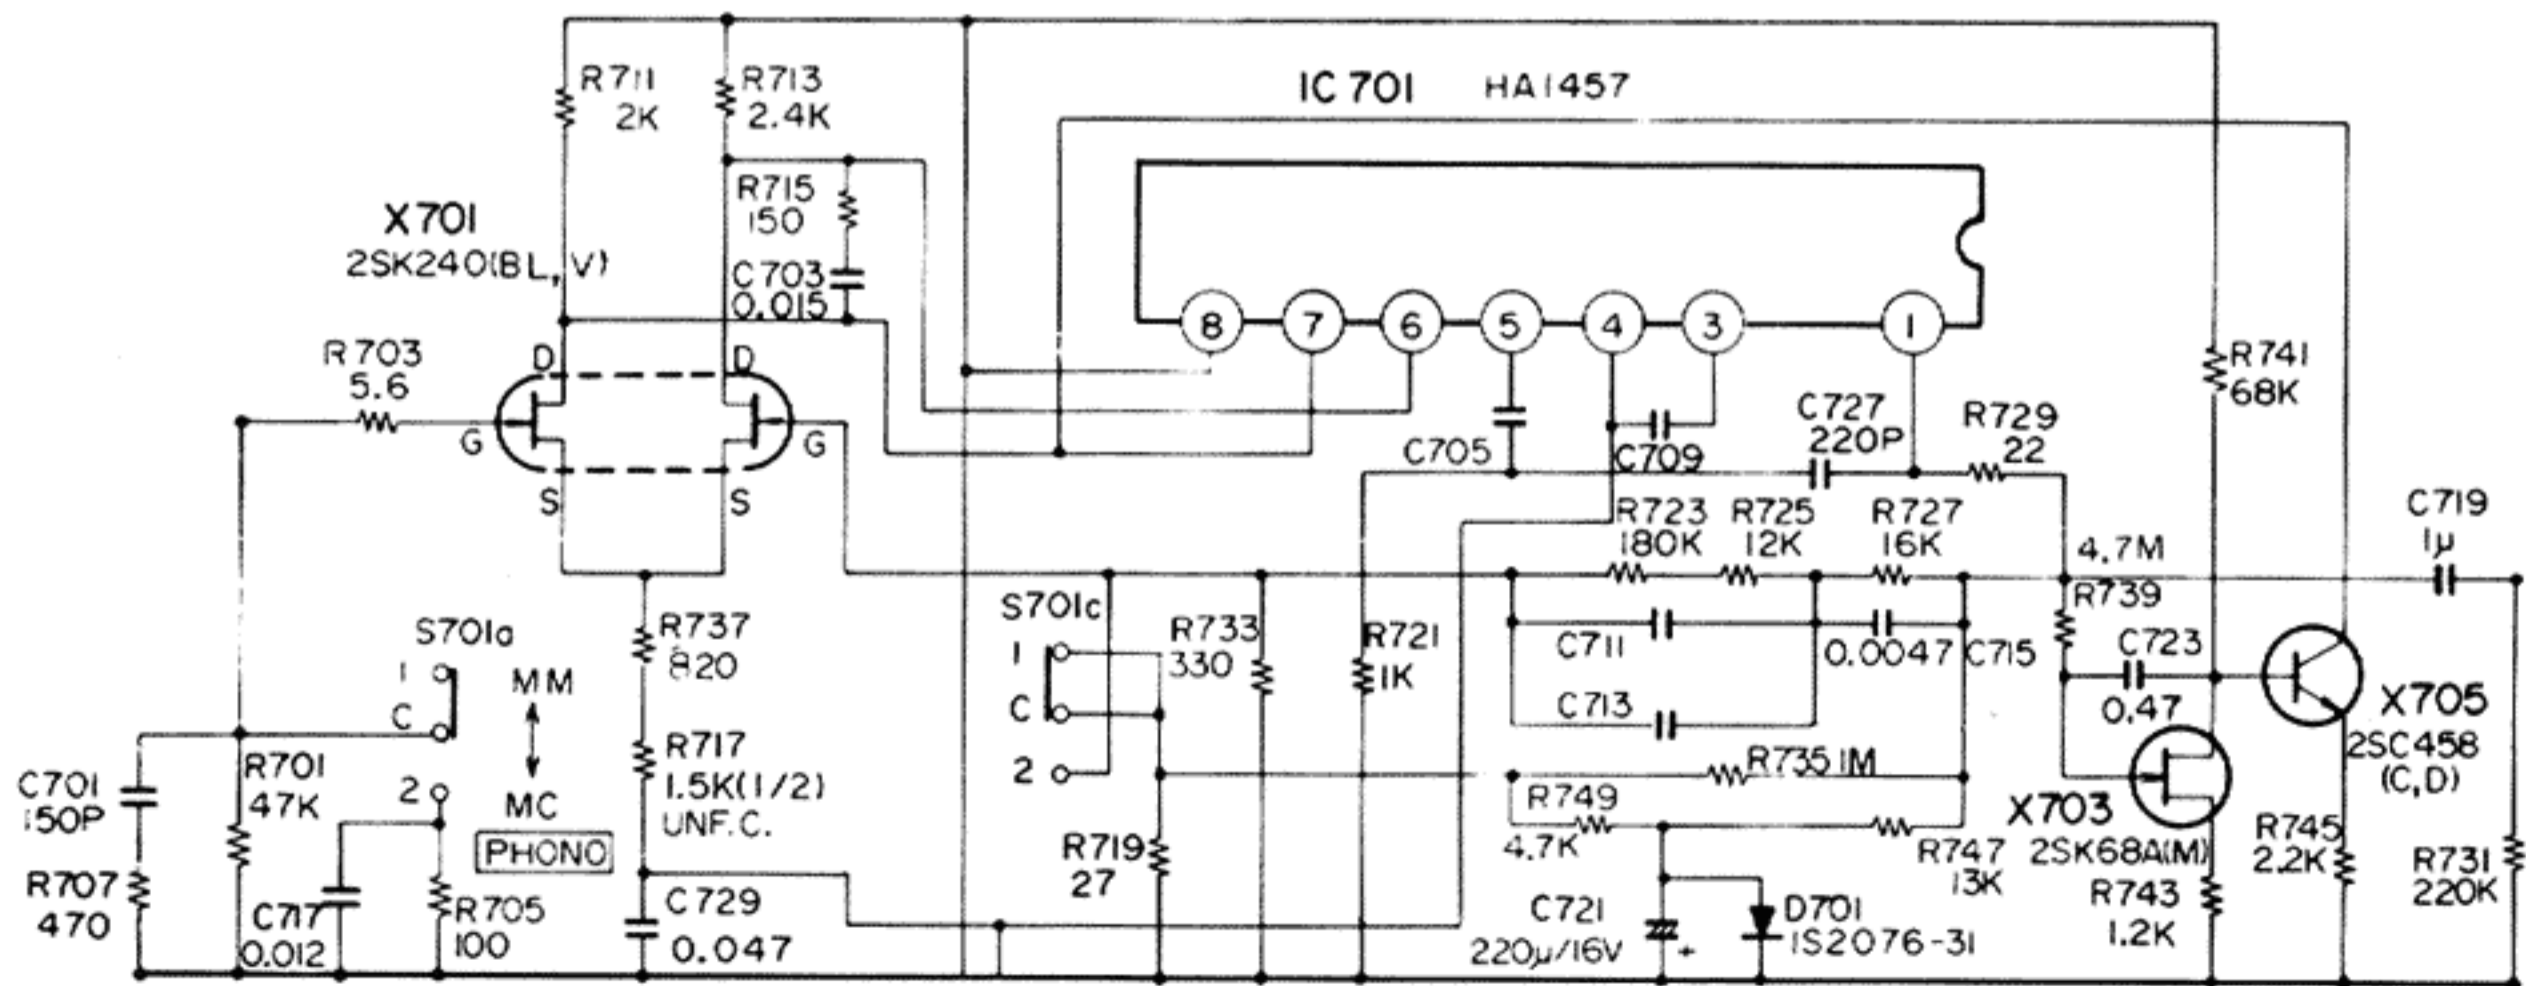 R711
2K
R713
2.4K
IC 701 HA1457
X701
2SK240(BL, V)
R715
150
C703
0.015
8 7 6 5 4 3 1
R703
5.6
D
D
G
G
S
S
R741
68K
C705
C709
C727
220P
R729
22
R723
180K
R725
12K
R727
16K
4.7M
R739
C719
1μ
S701a
1
C
2
MM
MC
PHONO
R737
820
R717
1.5K(1/2)
UNF.C.
S701c
1
C
2
R733
330
R721
1K
C711
0.0047
C715
C713
C723
0.47
X705
2SC458
(C,D)
C701
150P
R701
47K
R707
470
C717
0.012
R705
100
C729
0.047
R719
27
R735 1M
R749
4.7K
R747
13K
C721
220μ/16V
+
D701
1S2076-31
X703
2SK68A(M)
R743
1.2K
R745
2.2K
R731
220K